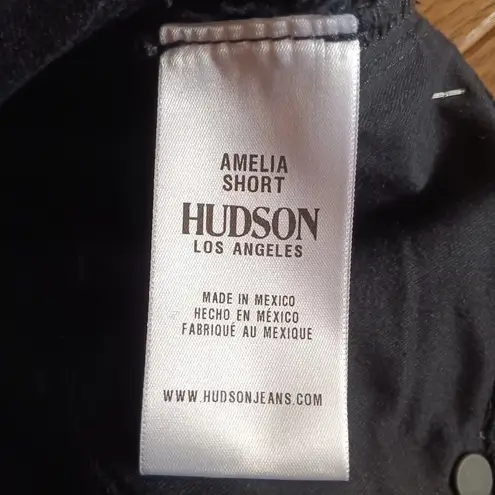 AMELIA
SHORT
HUDSON
LOS ANGELES
MADE IN MEXICO
HECHO EN MÉXICO
FABRIQUÉ AU MEXIQUE
WWW.HUDSONJEANS.COM